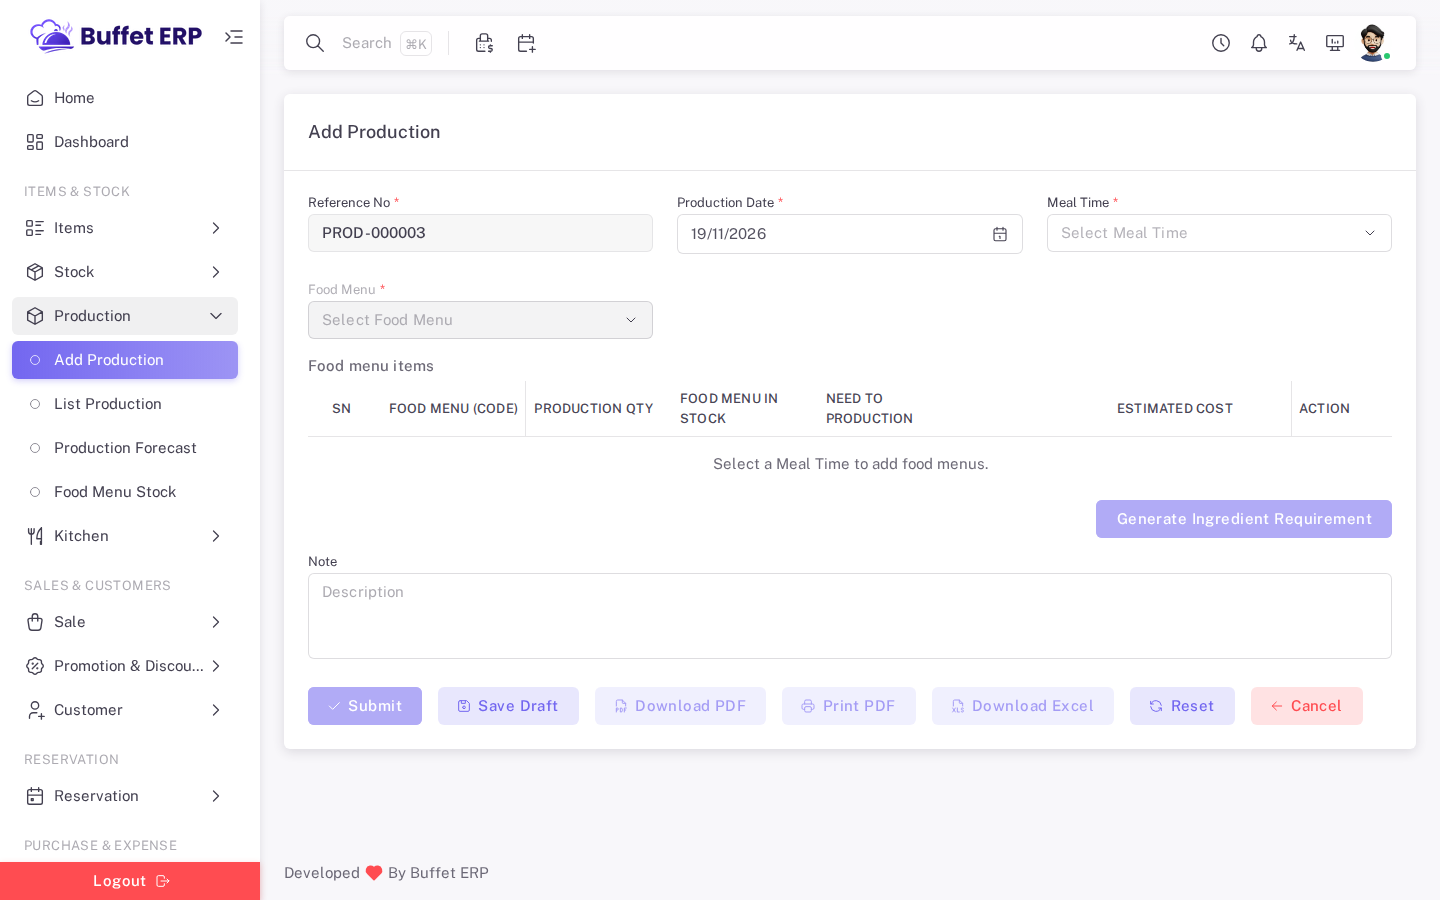 Buffet ERP
Search ⌘K
Home
Dashboard
ITEMS & STOCK
Items
Stock
Production
Add Production
List Production
Production Forecast
Food Menu Stock
Kitchen
SALES & CUSTOMERS
Sale
Promotion & Discou...
Customer
RESERVATION
Reservation
PURCHASE & EXPENSE
Logout
Add Production
Reference No *
PROD-000003
Production Date *
19/11/2026
Meal Time *
Select Meal Time
Food Menu *
Select Food Menu
Food menu items
SN
FOOD MENU (CODE)
PRODUCTION QTY
FOOD MENU IN
STOCK
NEED TO
PRODUCTION
ESTIMATED COST
ACTION
Select a Meal Time to add food menus.
Generate Ingredient Requirement
Note
Description
Submit
Save Draft
Download PDF
Print PDF
Download Excel
Reset
Cancel
Developed ❤ By Buffet ERP